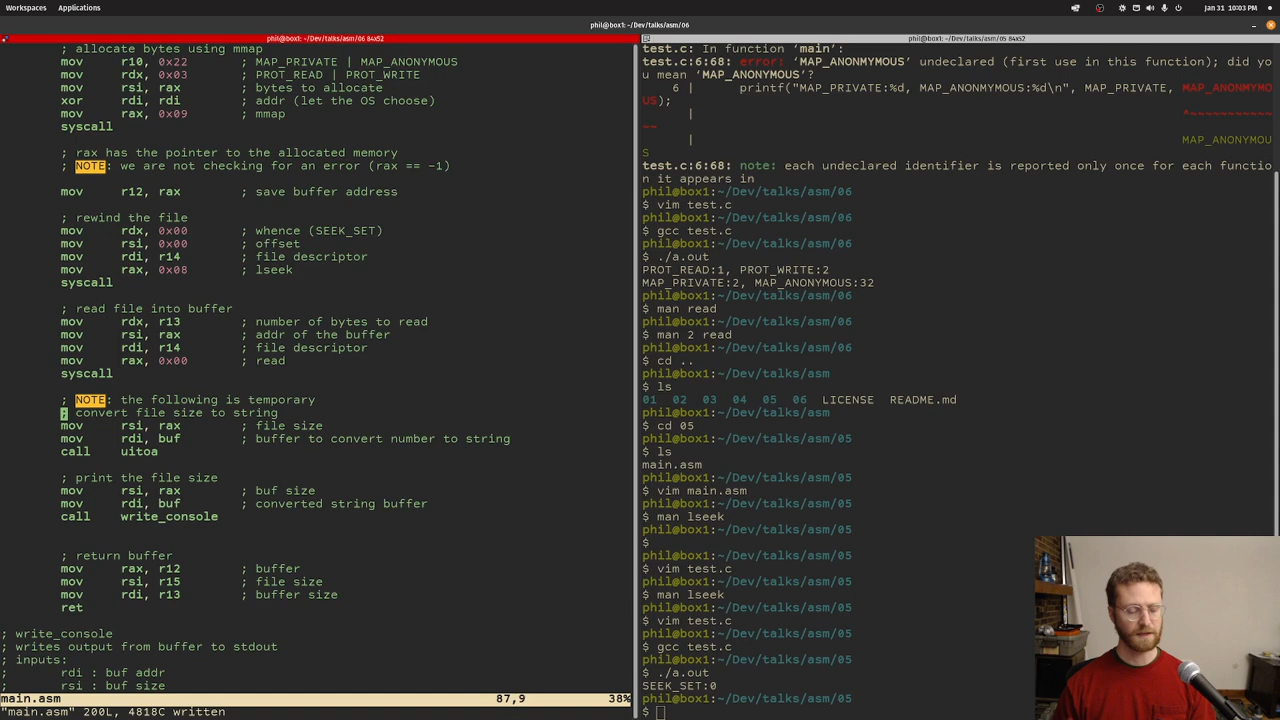 Workspaces Applications Jan 31 10:03 PM
phil@box1: ~/Dev/talks/asm/06
phil@box1: ~/Dev/talks/asm/06 84x52
; allocate bytes using mmap
mov r10, 0x22 ; MAP_PRIVATE | MAP_ANONYMOUS
mov rdx, 0x03 ; PROT_READ | PROT_WRITE
mov rsi, rax ; bytes to allocate
xor rdi, rdi ; addr (let the OS choose)
mov rax, 0x09 ; mmap
syscall
; rax has the pointer to the allocated memory
; NOTE: we are not checking for an error (rax == -1)
mov r12, rax ; save buffer address
; rewind the file
mov rdx, 0x00 ; whence (SEEK_SET)
mov rsi, 0x00 ; offset
mov rdi, r14 ; file descriptor
mov rax, 0x08 ; lseek
syscall
; read file into buffer
mov rdx, r13 ; number of bytes to read
mov rsi, rax ; addr of the buffer
mov rdi, r14 ; file descriptor
mov rax, 0x00 ; read
syscall
; NOTE: the following is temporary
; convert file size to string
mov rsi, rax ; file size
mov rdi, buf ; buffer to convert number to string
call uitoa
; print the file size
mov rsi, rax ; buf size
mov rdi, buf ; converted string buffer
call write_console
; return buffer
mov rax, r12 ; buffer
mov rsi, r15 ; file size
mov rdi, r13 ; buffer size
ret
; write_console
; writes output from buffer to stdout
; inputs:
; rdi : buf addr
; rsi : buf size
main.asm 87,9 38%
"main.asm" 200L, 4818C written
phil@box1: ~/Dev/talks/asm/05 84x52
test.c: In function ‘main’:
test.c:6:68: error: ‘MAP_ANONMYMOUS’ undeclared (first use in this function); did yo
u mean ‘MAP_ANONYMOUS’?
6 | printf("MAP_PRIVATE:%d, MAP_ANONMYMOUS:%d\n", MAP_PRIVATE, MAP_ANONMYMO
US);
| ^~~~~~~~~~~~
~~
| MAP_ANONYMOU
S
test.c:6:68: note: each undeclared identifier is reported only once for each functio
n it appears in
phil@box1:~/Dev/talks/asm/06
$ vim test.c
phil@box1:~/Dev/talks/asm/06
$ gcc test.c
phil@box1:~/Dev/talks/asm/06
$ ./a.out
PROT_READ:1, PROT_WRITE:2
MAP_PRIVATE:2, MAP_ANONYMOUS:32
phil@box1:~/Dev/talks/asm/06
$ man read
phil@box1:~/Dev/talks/asm/06
$ man 2 read
phil@box1:~/Dev/talks/asm/06
$ cd ..
phil@box1:~/Dev/talks/asm
$ ls
01 02 03 04 05 06 LICENSE README.md
phil@box1:~/Dev/talks/asm
$ cd 05
phil@box1:~/Dev/talks/asm/05
$ ls
main.asm
phil@box1:~/Dev/talks/asm/05
$ vim main.asm
phil@box1:~/Dev/talks/asm/05
$ man lseek
phil@box1:~/Dev/talks/asm/05
$
phil@box1:~/Dev/talks/asm/05
$ vim test.c
phil@box1:~/Dev/talks/asm/05
$ man lseek
phil@box1:~/Dev/talks/asm/05
$ vim test.c
phil@box1:~/Dev/talks/asm/05
$ gcc test.c
phil@box1:~/Dev/talks/asm/05
$ ./a.out
SEEK_SET:0
phil@box1:~/Dev/talks/asm/05
$